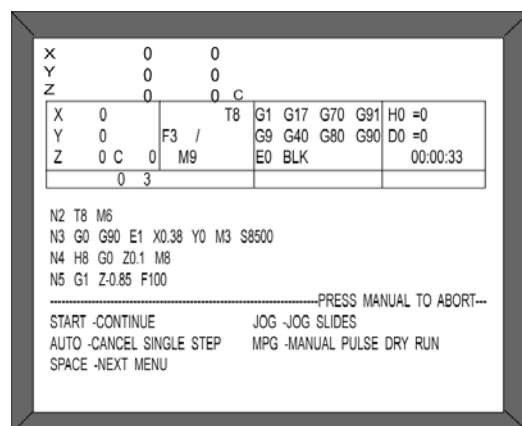 X 0 0
Y 0 0
Z 0 0 C
X 0 T8 G1 G17 G70 G91 H0 =0
Y 0 F3 / G9 G40 G80 G90 D0 =0
Z 0 C 0 M9 E0 BLK 00:00:33
0 3
N2 T8 M6
N3 G0 G90 E1 X0.38 Y0 M3 S8500
N4 H8 G0 Z0.1 M8
N5 G1 Z-0.85 F100
PRESS MANUAL TO ABORT
START -CONTINUE JOG -JOG SLIDES
AUTO -CANCEL SINGLE STEP MPG -MANUAL PULSE DRY RUN
SPACE -NEXT MENU